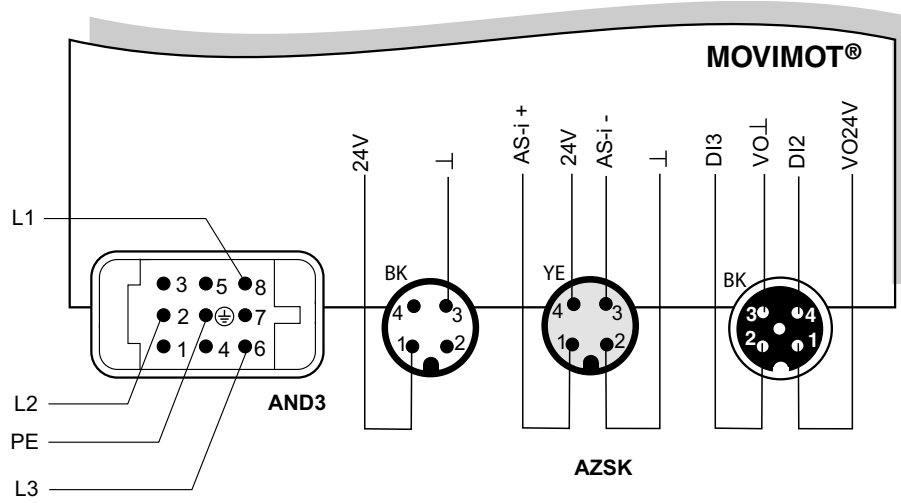 MOVIMOT®
24V
⊥
AS-i +
24V
AS-i -
⊥
DI3
VO⊥
DI2
VO24V
L1
BK
YE
BK
3 5 8
2 7
1 4 6
4 3
1 2
4 3
1 2
3 4
2 1
L2
AND3
PE
AZSK
L3